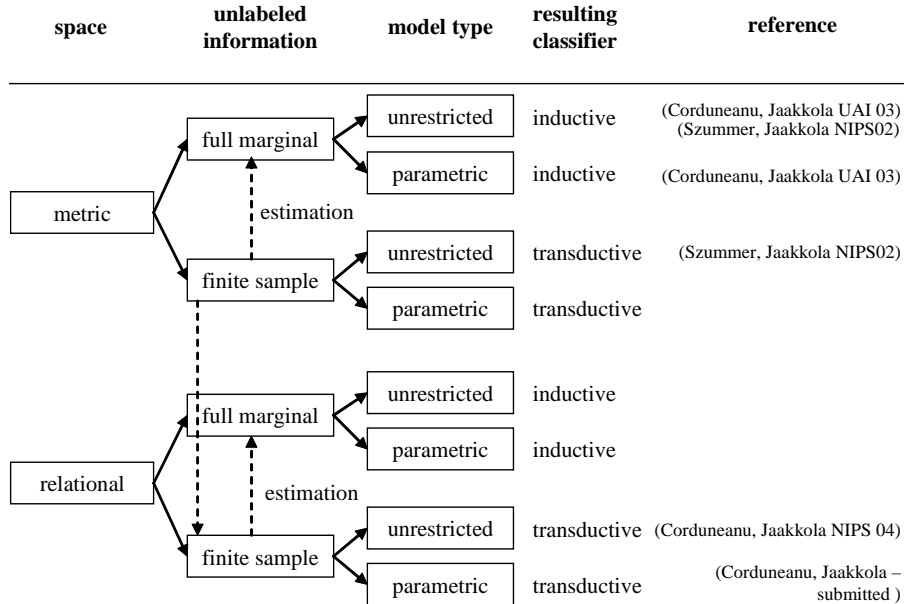 space
unlabeled information
model type
resulting classifier
reference
full marginal
unrestricted
inductive
(Corduneanu, Jaakkola UAI 03)
(Szummer, Jaakkola NIPS02)
parametric
inductive
(Corduneanu, Jaakkola UAI 03)
metric
estimation
finite sample
unrestricted
transductive
(Szummer, Jaakkola NIPS02)
parametric
transductive
full marginal
unrestricted
inductive
parametric
inductive
relational
estimation
finite sample
unrestricted
transductive
(Corduneanu, Jaakkola NIPS 04)
parametric
transductive
(Corduneanu, Jaakkola –
submitted )